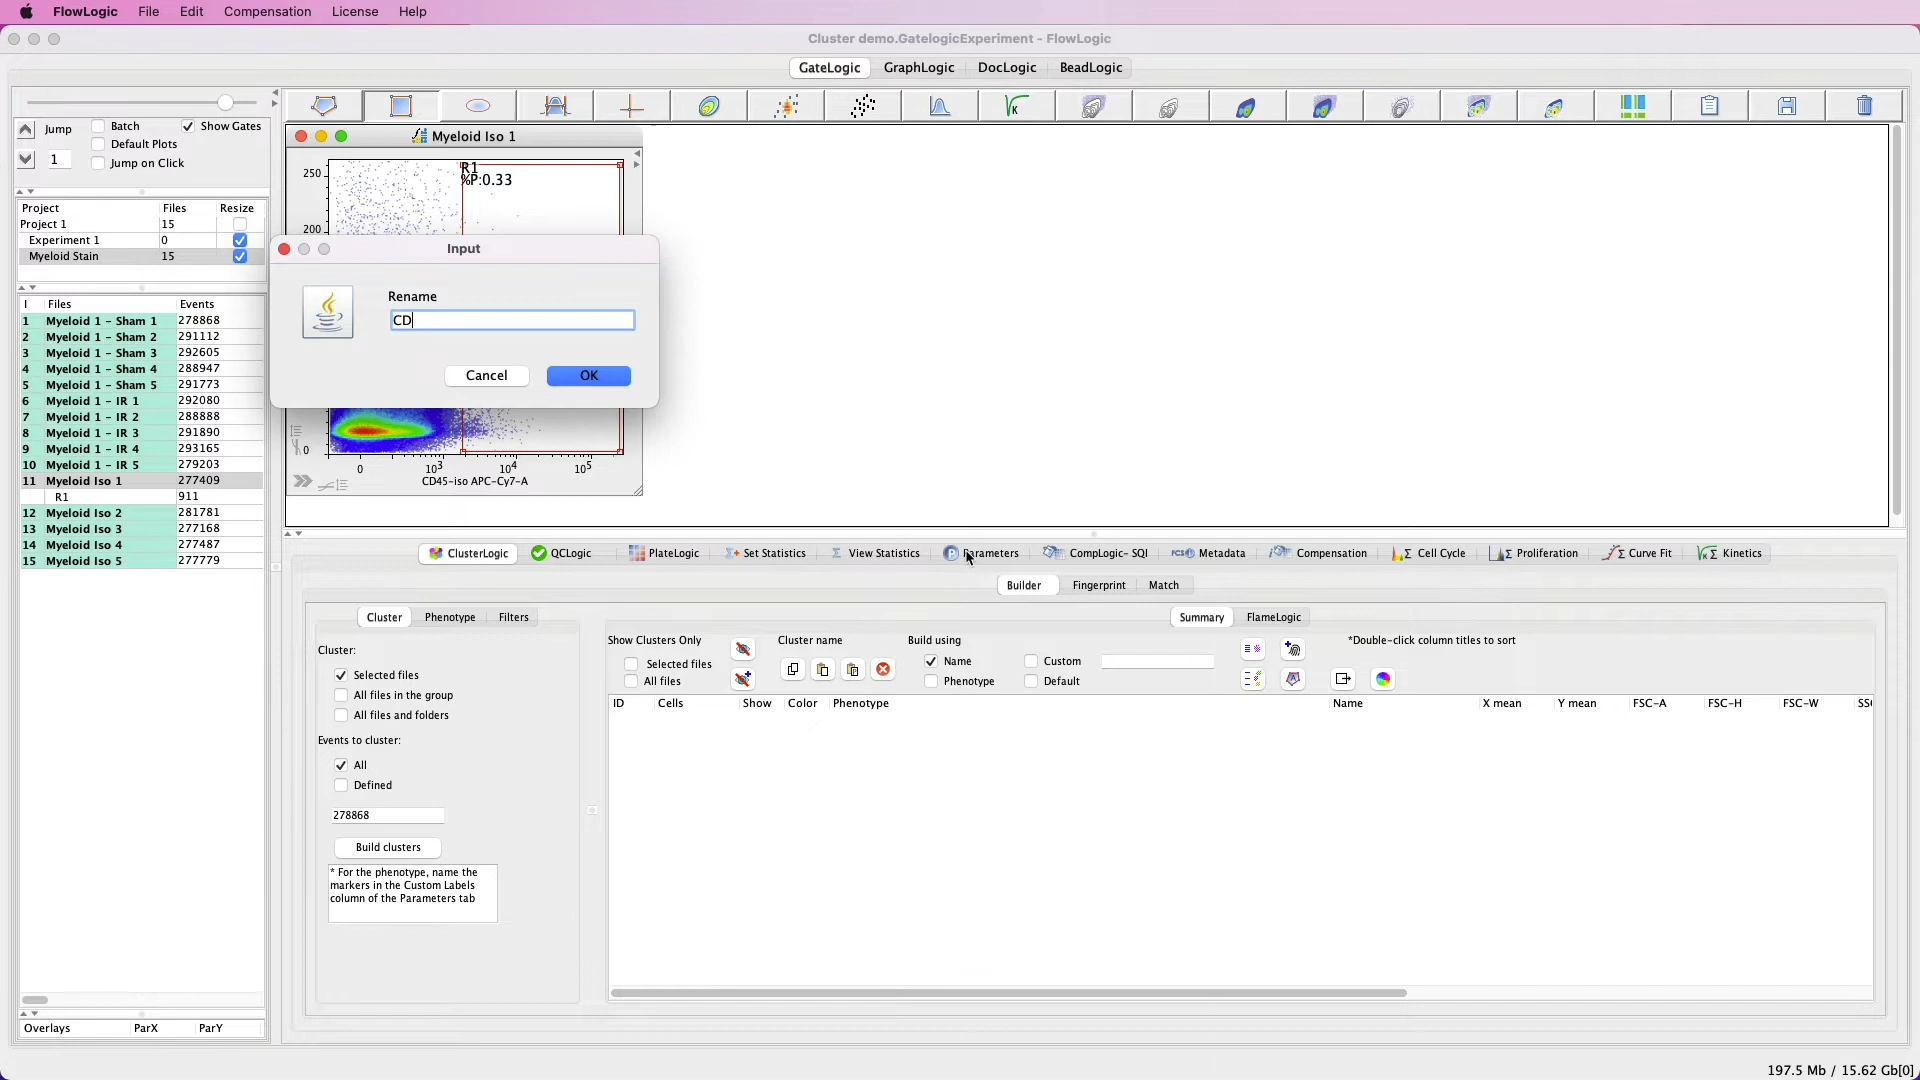 FlowLogic File Edit Compensation License Help
Cluster demo.GatelogicExperiment - FlowLogic
GateLogic GraphLogic DocLogic BeadLogic
Jump Batch Show Gates
Default Plots
1 Jump on Click
Myeloid Iso 1
R1
%P:0.33
250
200
0
0 10³ 10⁴ 10⁵
CD45-iso APC-Cy7-A
Project Files Resize
Project 1 15
Experiment 1 0
Myeloid Stain 15
Input
Rename
CD
Cancel OK
I Files Events
1 Myeloid 1 - Sham 1 278868
2 Myeloid 1 - Sham 2 291112
3 Myeloid 1 - Sham 3 292605
4 Myeloid 1 - Sham 4 288947
5 Myeloid 1 - Sham 5 291773
6 Myeloid 1 - IR 1 292080
7 Myeloid 1 - IR 2 288888
8 Myeloid 1 - IR 3 291890
9 Myeloid 1 - IR 4 293165
10 Myeloid 1 - IR 5 279203
11 Myeloid Iso 1 277409
R1 911
12 Myeloid Iso 2 281781
13 Myeloid Iso 3 277168
14 Myeloid Iso 4 277487
15 Myeloid Iso 5 277779
Overlays ParX ParY
ClusterLogic QCLogic PlateLogic Set Statistics View Statistics Parameters CompLogic- SQI Metadata Compensation Cell Cycle Proliferation Curve Fit Kinetics
Builder Fingerprint Match
Cluster Phenotype Filters
Cluster:
Selected files
All files in the group
All files and folders
Events to cluster:
All
Defined
278868
Build clusters
* For the phenotype, name the
markers in the Custom Labels
column of the Parameters tab
Summary FlameLogic
Show Clusters Only Cluster name Build using *Double-click column titles to sort
Selected files Name Custom
All files Phenotype Default
ID Cells Show Color Phenotype Name X mean Y mean FSC-A FSC-H FSC-W
197.5 Mb / 15.62 Gb[0]